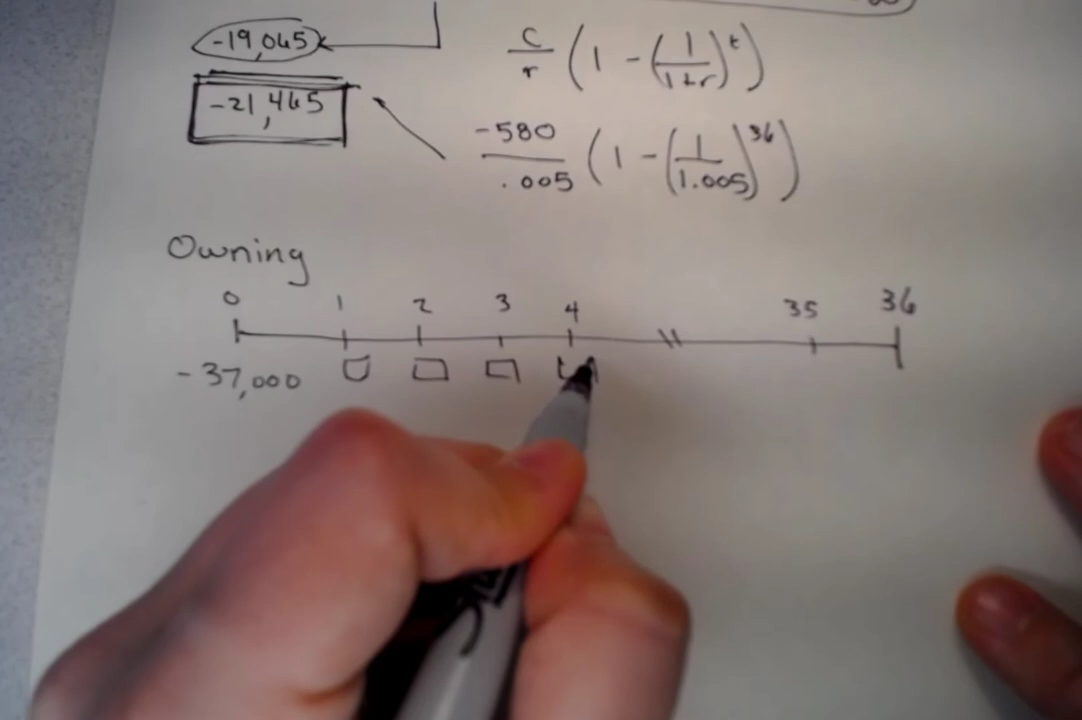 -19,065
-21,465
C/r (1 - (1/1+r)^t)
-580/.005 (1 - (1/1.005)^36)
Owning
0 1 2 3 4 35 36
-37,000